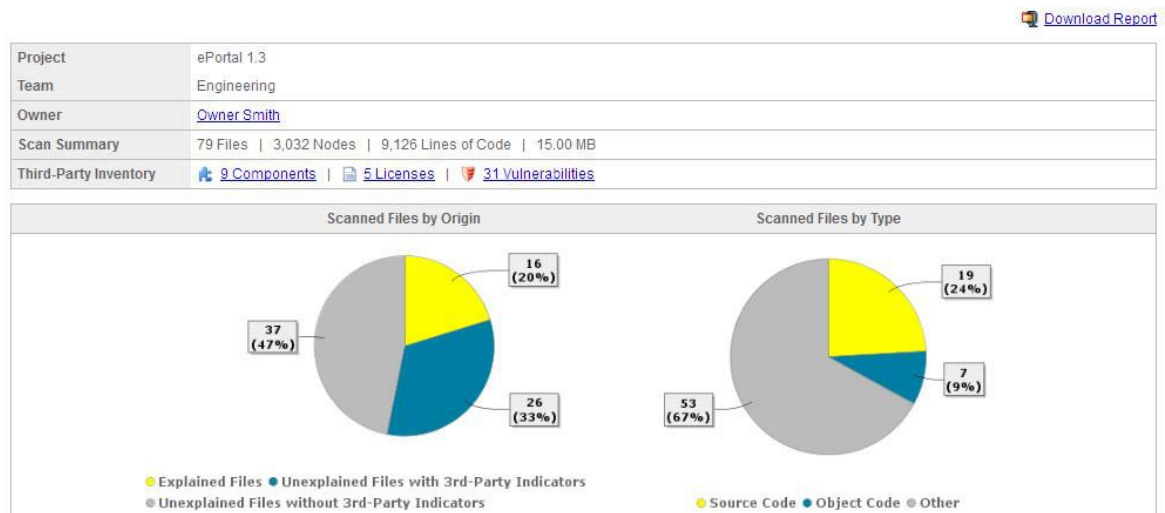 Download Report
Project ePortal 1.3
Team Engineering
Owner Owner Smith
Scan Summary 79 Files | 3,032 Nodes | 9,126 Lines of Code | 15.00 MB
Third-Party Inventory 9 Components | 5 Licenses | 31 Vulnerabilities
Scanned Files by Origin
16
(20%)
37
(47%)
26
(33%)
Explained Files Unexplained Files with 3rd-Party Indicators
Unexplained Files without 3rd-Party Indicators
Scanned Files by Type
19
(24%)
7
(9%)
53
(67%)
Source Code Object Code Other